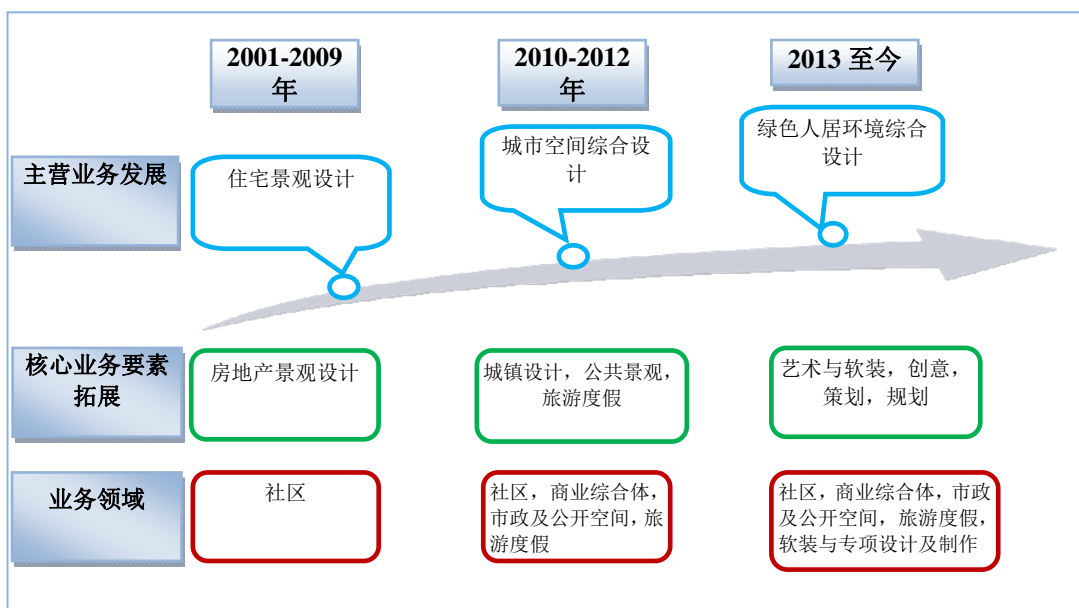 2001-2009
年
2010-2012
年
2013 至今
主营业务发展
住宅景观设计
城市空间综合设
计
绿色人居环境综合
设计
核心业务要素
拓展
房地产景观设计
城镇设计，公共景观，
旅游度假
艺术与软装，创意，
策划，规划
业务领域
社区
社区，商业综合体，
市政及公开空间，旅
游度假
社区，商业综合体，市政
及公开空间，旅游度假，
软装与专项设计及制作